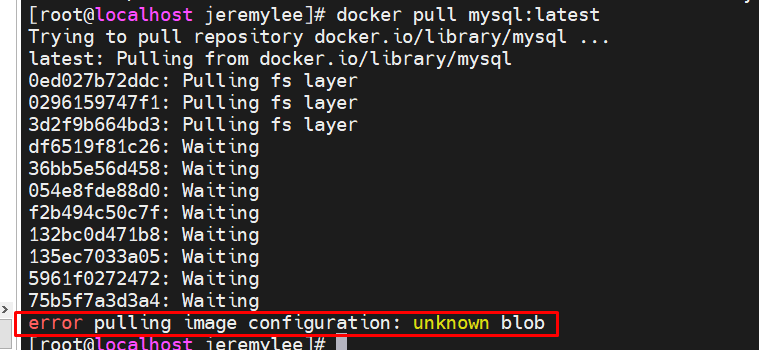 [root@localhost jeremylee]# docker pull mysql:latest
Trying to pull repository docker.io/library/mysql ...
latest: Pulling from docker.io/library/mysql
0ed027b72ddc: Pulling fs layer
0296159747f1: Pulling fs layer
3d2f9b664bd3: Pulling fs layer
df6519f81c26: Waiting
36bb5e56d458: Waiting
054e8fde88d0: Waiting
f2b494c50c7f: Waiting
132bc0d471b8: Waiting
135ec7033a05: Waiting
5961f0272472: Waiting
75b5f7a3d3a4: Waiting
error pulling image configuration: unknown blob
[root@localhost jeremylee]#